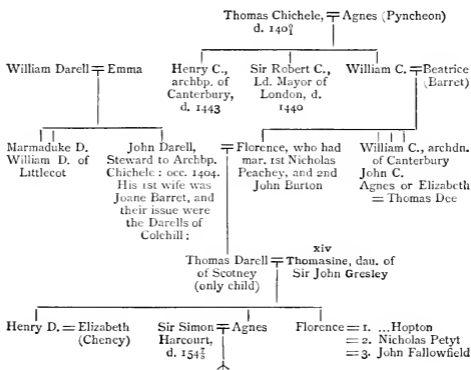 Thomas Chichele, = Agnes (Pyncheon)
d. 140 0/1
William Darell = Emma
Henry C.,
archbp. of
Canterbury,
d. 1443
Sir Robert C.,
Ld. Mayor of
London, d.
1440
William C. = Beatrice
(Barret)
Marmaduke D.
William D. of
Littlecot
John Darell,
Steward to Archbp.
Chichele : occ. 1404.
His 1st wife was
Joane Barret, and
their issue were
the Darells of
Colehill :
= Florence, who had
mar. 1st Nicholas
Peachey, and 2nd
John Burton
William C., archdn.
of Canterbury
John C.
Agnes or Elizabeth
= Thomas Dee
xiv
Thomas Darell = Thomasine, dau. of
of Scotney
(only child)
Sir John Gresley
Henry D. = Elizabeth
(Cheney)
Sir Simon = Agnes
Harcourt,
d. 154 7/8
Florence = 1. ...Hopton
= 2. Nicholas Petyt
= 3. John Fallowfield